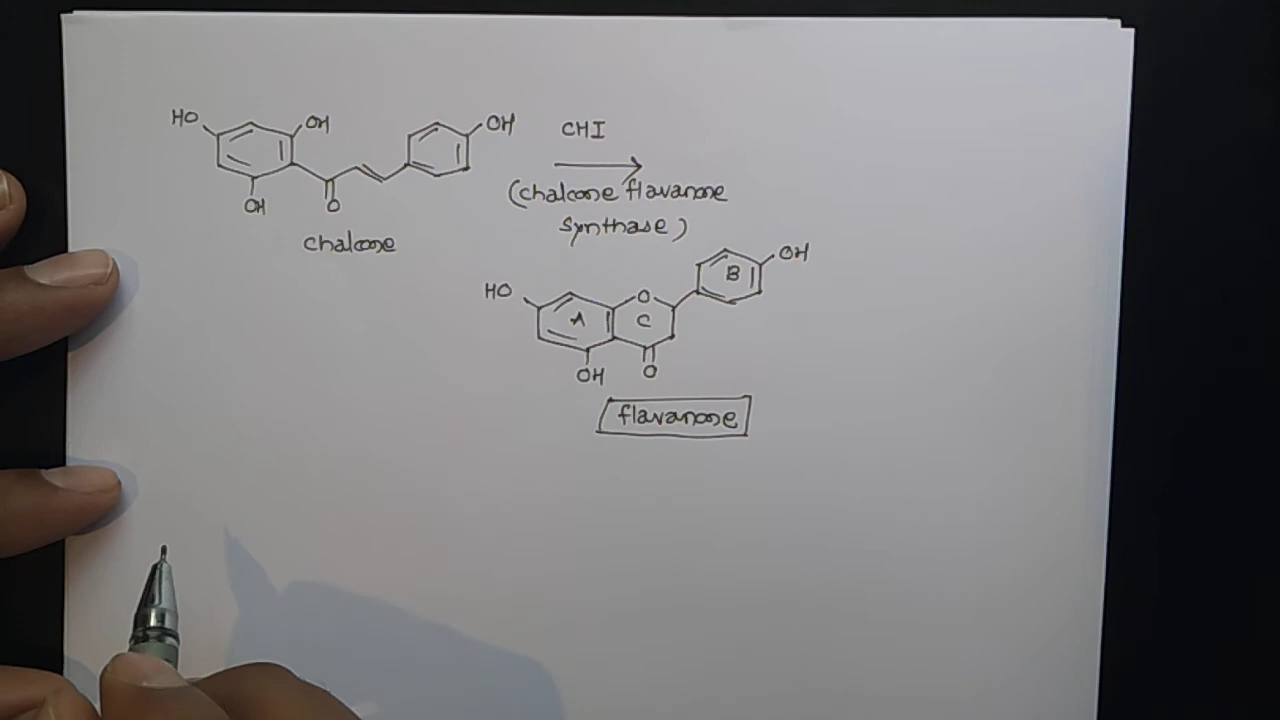 HO
OH
OH
CHI
OH
O
(chalcone flavanone
synthase)
chalcone
OH
B
HO
O
A
C
OH
O
flavanone